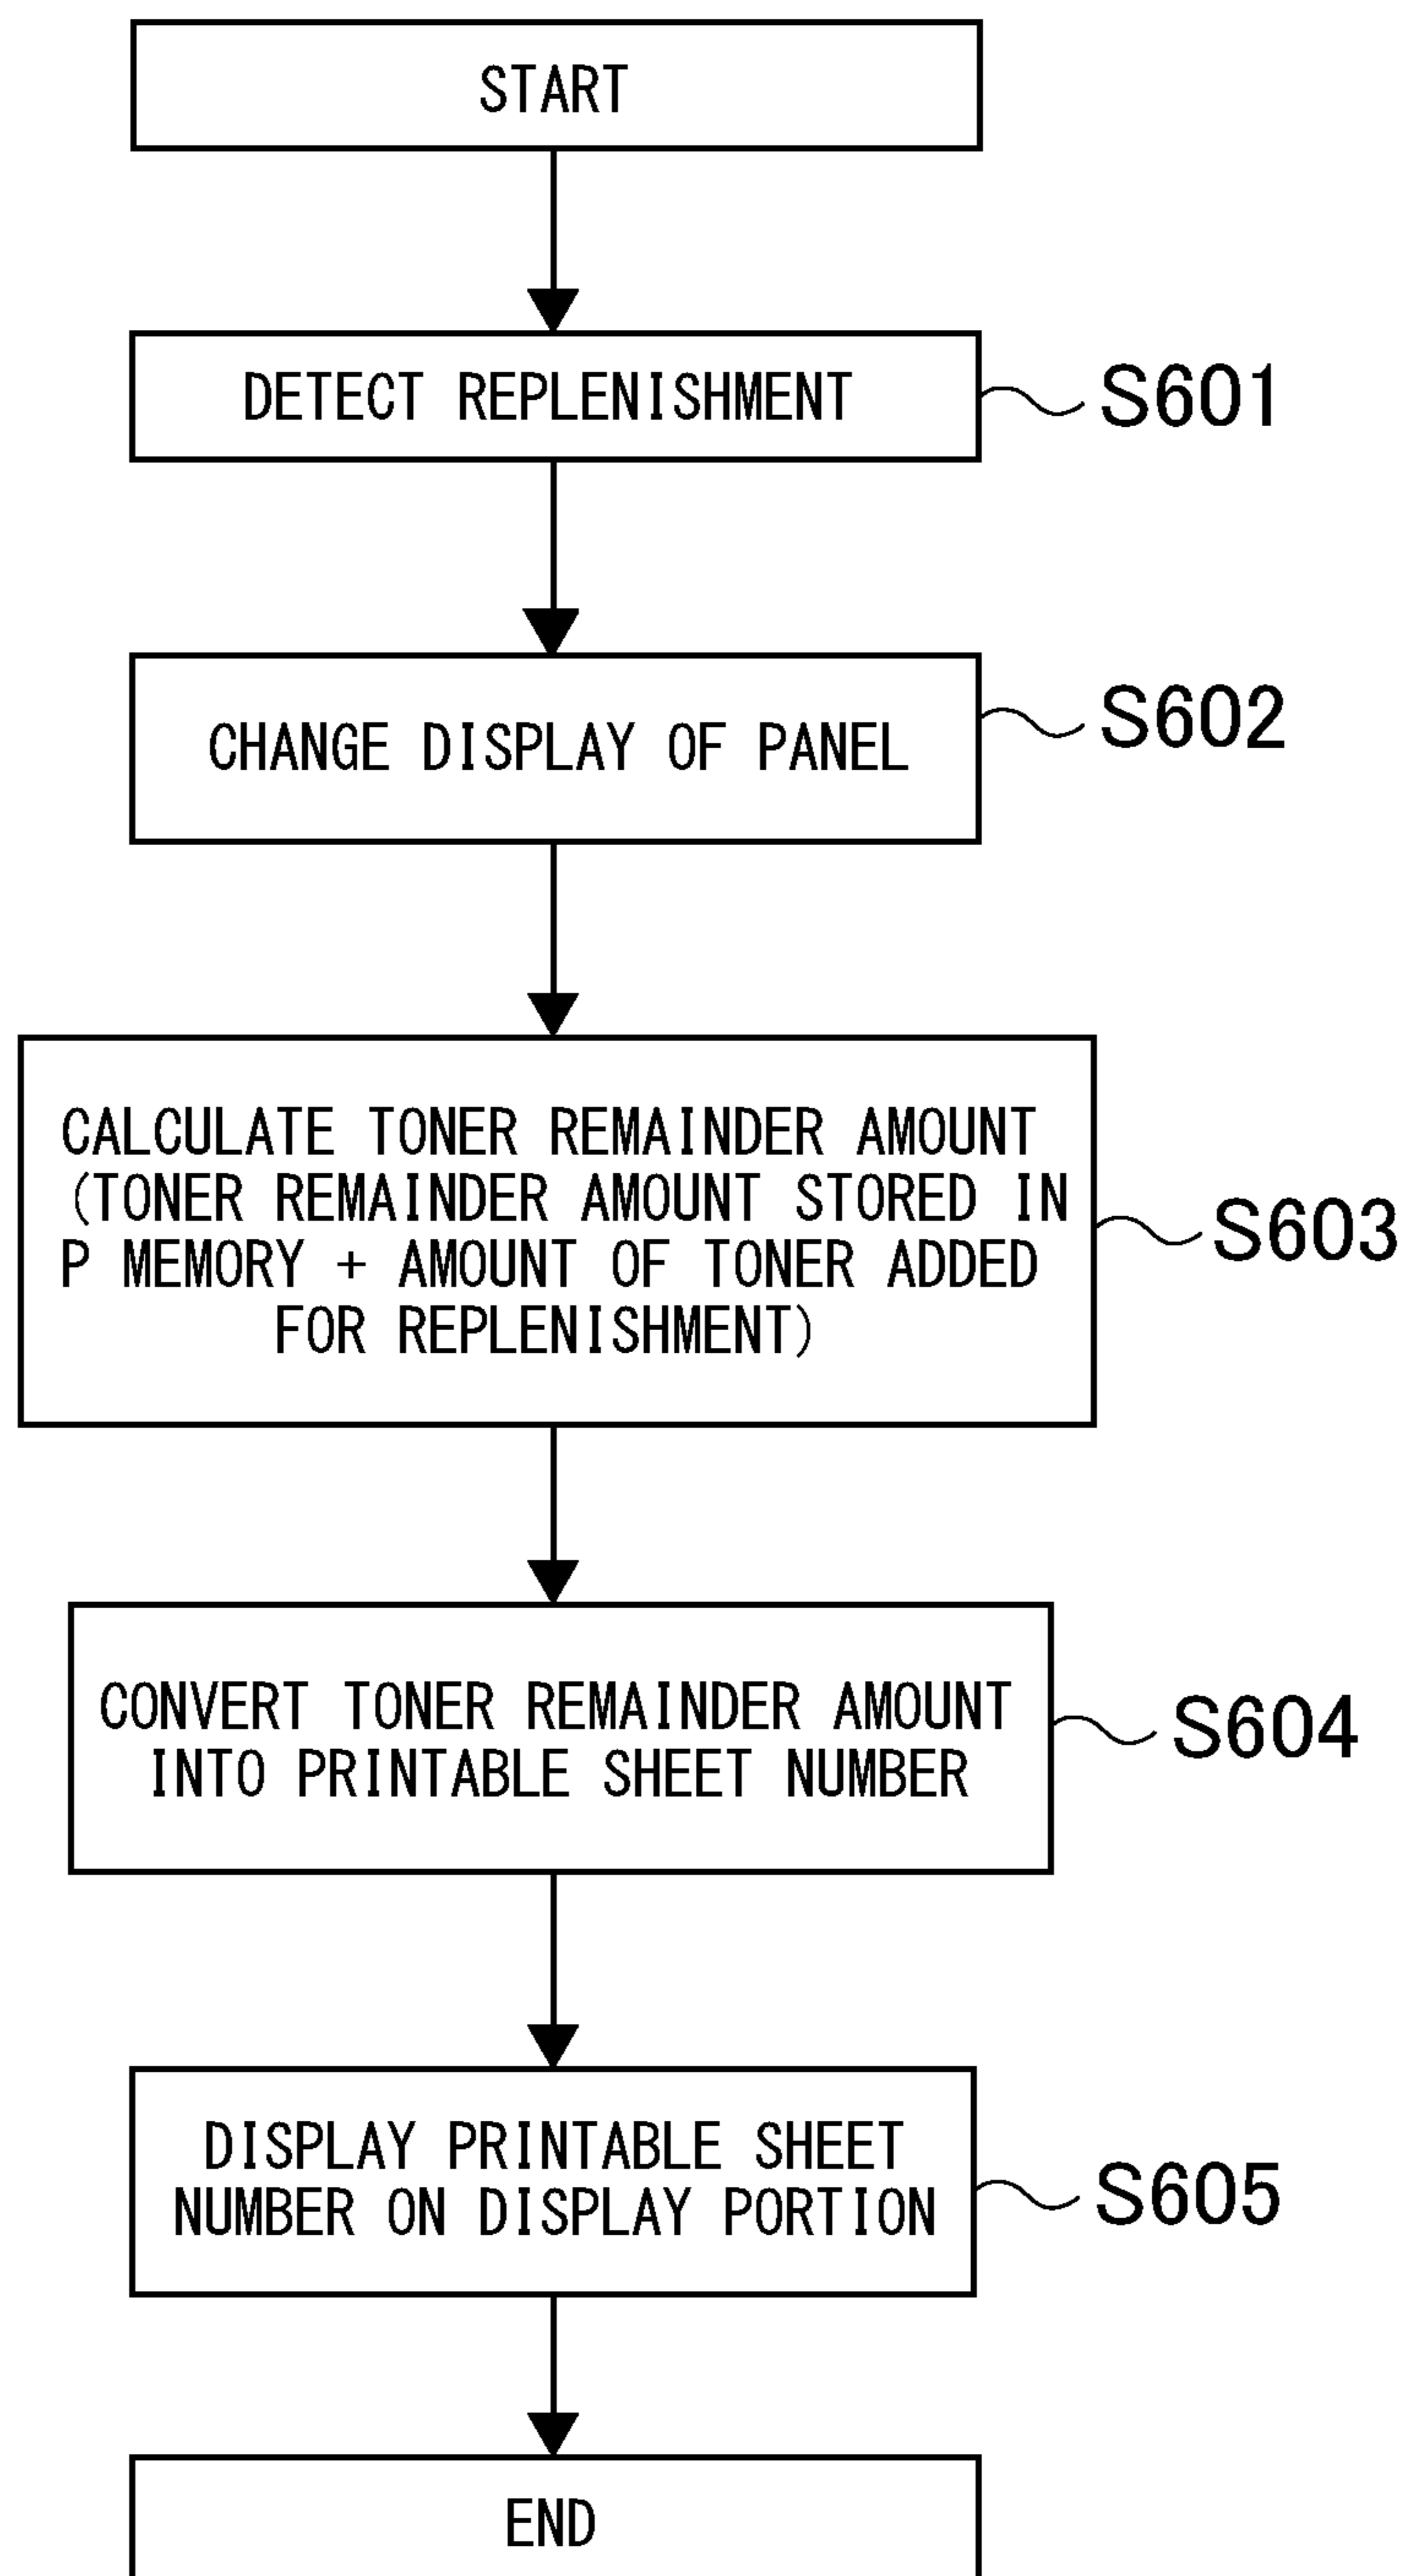 START
DETECT REPLENISHMENT
S601
CHANGE DISPLAY OF PANEL
S602
CALCULATE TONER REMAINDER AMOUNT
(TONER REMAINDER AMOUNT STORED IN
P MEMORY + AMOUNT OF TONER ADDED
FOR REPLENISHMENT)
S603
CONVERT TONER REMAINDER AMOUNT
INTO PRINTABLE SHEET NUMBER
S604
DISPLAY PRINTABLE SHEET
NUMBER ON DISPLAY PORTION
S605
END